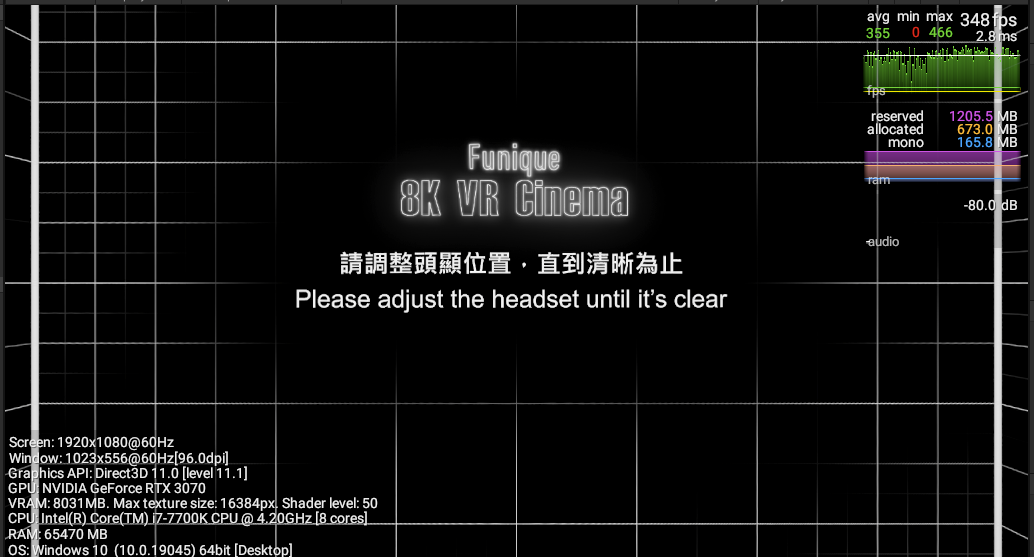 avg min max 348 fps
355 0 466 2.8 ms
fps
reserved 1205.5 MB
allocated 673.0 MB
mono 165.8 MB
ram
-80.0 dB
audio
Funique
8K VR Cinema
請調整頭顯位置，直到清晰為止
Please adjust the headset until it's clear
Screen: 1920x1080@60Hz
Window: 1023x556@60Hz[96.0dpi]
Graphics API: Direct3D 11.0 [level 11.1]
GPU: NVIDIA GeForce RTX 3070
VRAM: 8031MB. Max texture size: 16384px. Shader level: 50
CPU: Intel(R) Core(TM) i7-7700K CPU @ 4.20GHz [8 cores]
RAM: 65470 MB
OS: Windows 10 (10.0.19045) 64bit [Desktop]